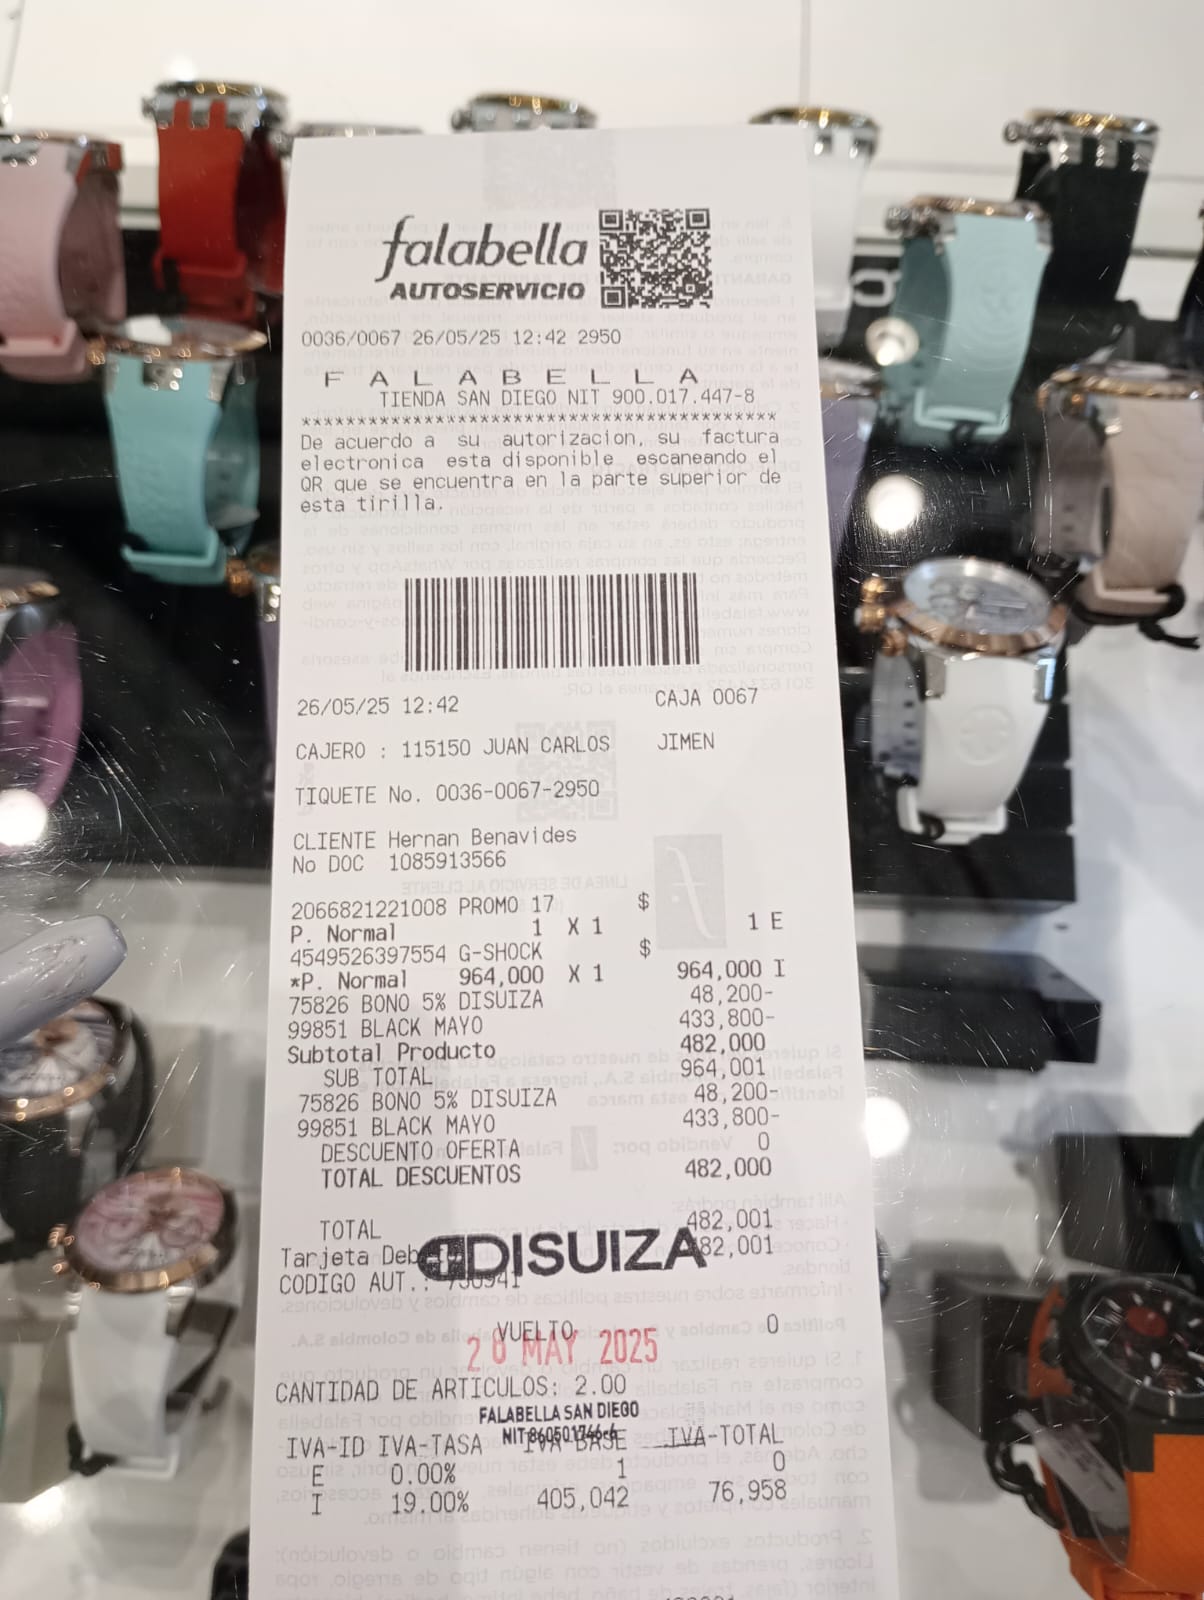 falabella
AUTOSERVICIO
0036/0067 26/05/25 12:42 2950
F A L A B E L L A
TIENDA SAN DIEGO NIT 900.017.447-8
******************************************
De acuerdo a su autorizacion, su factura
electronica esta disponible escaneando el
QR que se encuentra en la parte superior de
esta tirilla.
26/05/25 12:42 CAJA 0067
CAJERO : 115150 JUAN CARLOS JIMEN
TIQUETE No. 0036-0067-2950
CLIENTE Hernan Benavides
No DOC 1085913566
2066821221008 PROMO 17 $
P. Normal 1 X 1 1 E
4549526397554 G-SHOCK $
*P. Normal 964,000 X 1 964,000 I
75826 BONO 5% DISUIZA 48,200-
99851 BLACK MAYO 433,800-
Subtotal Producto 482,000
SUB TOTAL 964,001
75826 BONO 5% DISUIZA 48,200-
99851 BLACK MAYO 433,800-
DESCUENTO OFERTA 0
TOTAL DESCUENTOS 482,000
TOTAL 482,001
Tarjeta 482,001
DISUIZA
CODIGO AUT.:
VUELTO 0
MAY 2025
CANTIDAD DE ARTICULOS: 2.00
FALABELLA SAN DIEGO
IVA-ID IVA-TASA IVA-BASE IVA-TOTAL
E 0.00% 1 0
I 19.00% 405,042 76,958